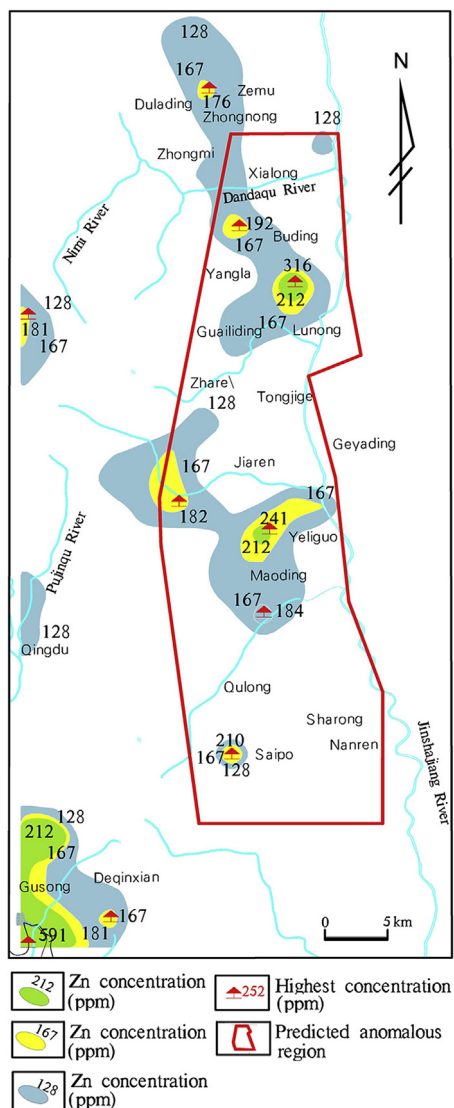 128
N
167
Zemu
Dulading
176
Zhongnong
128
Zhongmi
Xialong
Dandaqu River
Nimi River
192
167
Buding
Yangla
316
128
212
181
167
167
Guailiding
Lunong
Zhare\
128
Tongjige
Geyading
167
Jiaren
167
182
241
212
Yeliguo
Pujinqu River
Maoding
167
184
128
Qingdu
Qulong
Sharong
210
Nanren
167
Saipo
128
Jinshajiang River
128
212
167
Gusong
Deqinxian
167
591
181
0
5 km
212
Zn concentration
(ppm)
252
Highest concentration
(ppm)
167
Zn concentration
(ppm)
Predicted anomalous
region
128
Zn concentration
(ppm)